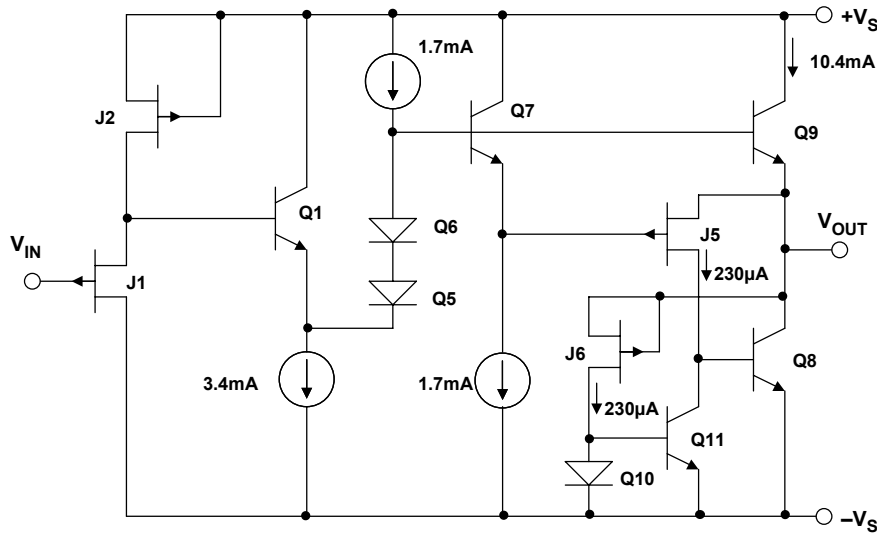 +VS
1.7mA
10.4mA
Q7
J2
Q9
Q1
VOUT
Q6
VIN
J5
J1
230µA
Q5
J6
Q8
3.4mA
1.7mA
230µA
Q11
Q10
–VS